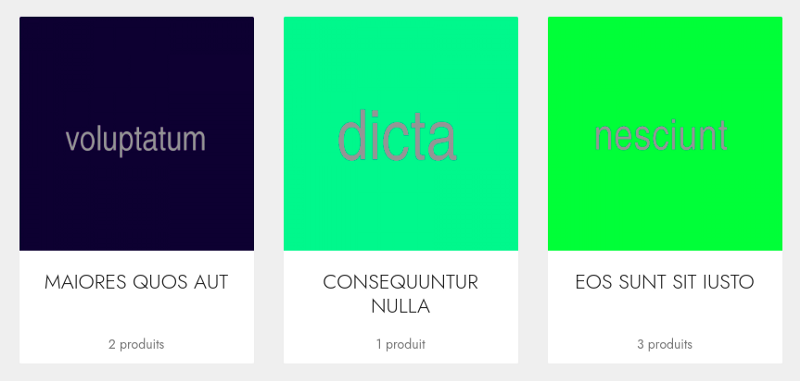 voluptatum
MAIORES QUOS AUT
2 produits
dicta
CONSEQUUNTUR
NULLA
1 produit
nesciunt
EOS SUNT SIT IUSTO
3 produits